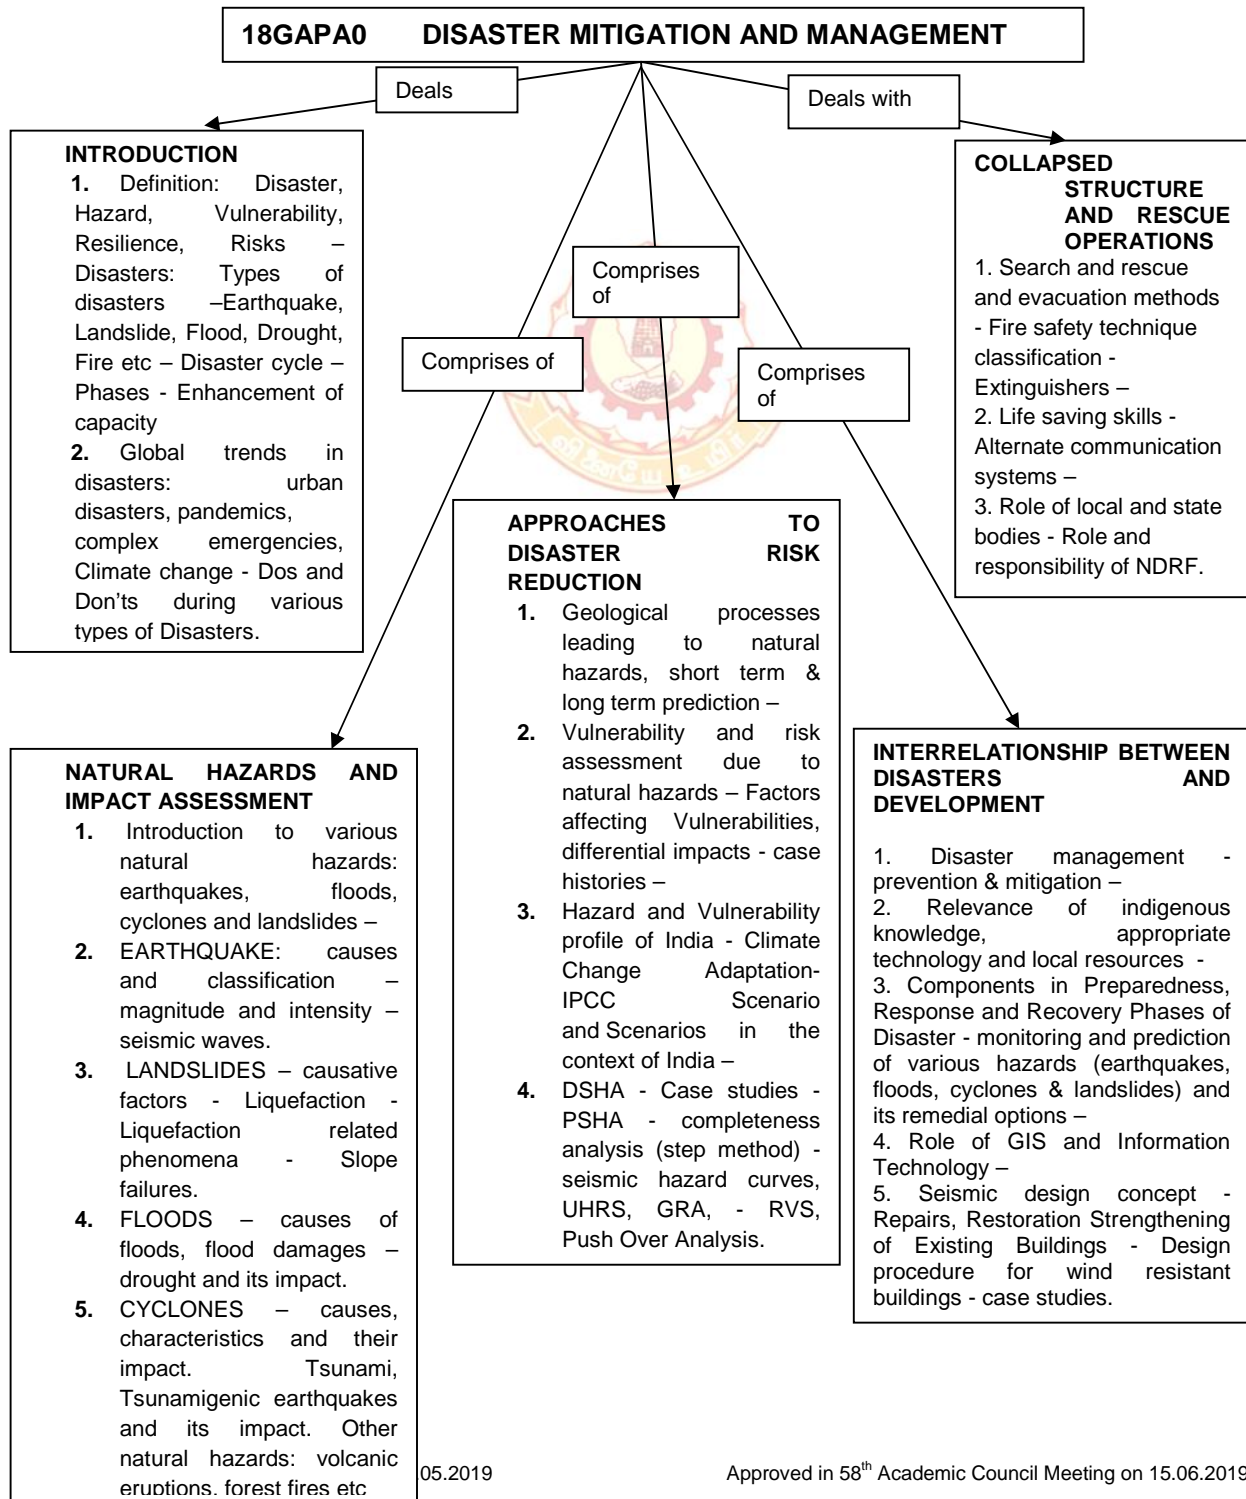 18GAPA0 DISASTER MITIGATION AND MANAGEMENT
Deals
Deals with
INTRODUCTION
1. Definition: Disaster,
Hazard, Vulnerability,
Resilience, Risks –
Disasters: Types of
disasters –Earthquake,
Landslide, Flood, Drought,
Fire etc – Disaster cycle –
Phases - Enhancement of
capacity
2. Global trends in
disasters: urban
disasters, pandemics,
complex emergencies,
Climate change - Dos and
Don'ts during various
types of Disasters.
COLLAPSED
STRUCTURE
AND RESCUE
OPERATIONS
1. Search and rescue
and evacuation methods
- Fire safety technique
classification -
Extinguishers –
2. Life saving skills -
Alternate communication
systems –
3. Role of local and state
bodies - Role and
responsibility of NDRF.
Comprises
of
Comprises of
Comprises
of
வினையே உயிர்
APPROACHES TO
DISASTER RISK
REDUCTION
1. Geological processes
leading to natural
hazards, short term &
long term prediction –
2. Vulnerability and risk
assessment due to
natural hazards – Factors
affecting Vulnerabilities,
differential impacts - case
histories –
3. Hazard and Vulnerability
profile of India - Climate
Change Adaptation-
IPCC Scenario
and Scenarios in the
context of India –
4. DSHA - Case studies -
PSHA - completeness
analysis (step method) -
seismic hazard curves,
UHRS, GRA, - RVS,
Push Over Analysis.
NATURAL HAZARDS AND
IMPACT ASSESSMENT
1. Introduction to various
natural hazards:
earthquakes, floods,
cyclones and landslides –
2. EARTHQUAKE: causes
and classification –
magnitude and intensity –
seismic waves.
3. LANDSLIDES – causative
factors - Liquefaction -
Liquefaction related
phenomena - Slope
failures.
4. FLOODS – causes of
floods, flood damages –
drought and its impact.
5. CYCLONES – causes,
characteristics and their
impact. Tsunami,
Tsunamigenic earthquakes
and its impact. Other
natural hazards: volcanic
eruptions, forest fires etc
INTERRELATIONSHIP BETWEEN
DISASTERS AND
DEVELOPMENT
1. Disaster management -
prevention & mitigation –
2. Relevance of indigenous
knowledge, appropriate
technology and local resources -
3. Components in Preparedness,
Response and Recovery Phases of
Disaster - monitoring and prediction
of various hazards (earthquakes,
floods, cyclones & landslides) and
its remedial options –
4. Role of GIS and Information
Technology –
5. Seismic design concept -
Repairs, Restoration Strengthening
of Existing Buildings - Design
procedure for wind resistant
buildings - case studies.
.05.2019 Approved in 58th Academic Council Meeting on 15.06.2019